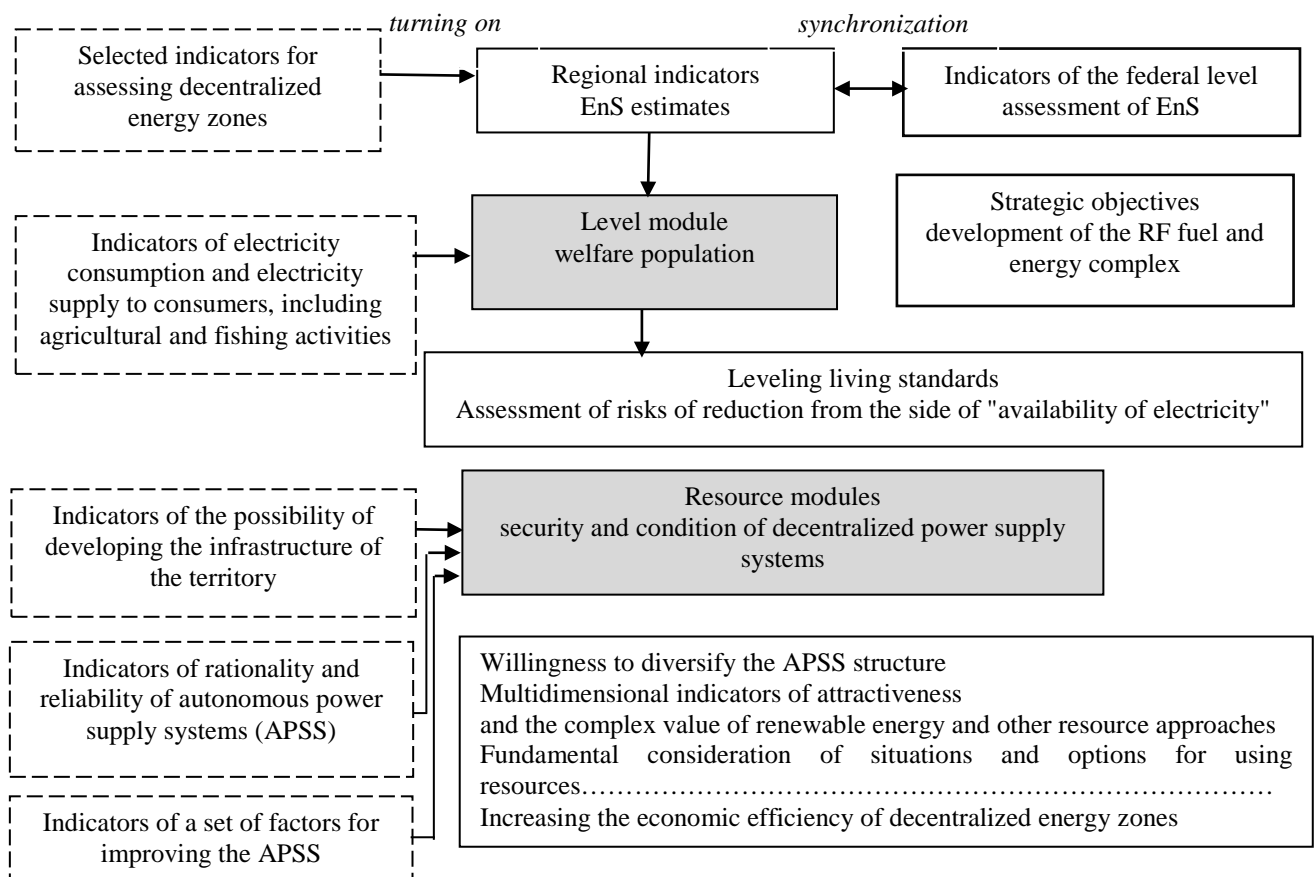 turning on
synchronization
Selected indicators for
assessing decentralized
energy zones
Regional indicators
EnS estimates
Indicators of the federal level
assessment of EnS
Strategic objectives
development of the RF fuel and
energy complex
Level module
welfare population
Indicators of electricity
consumption and electricity
supply to consumers, including
agricultural and fishing activities
Leveling living standards
Assessment of risks of reduction from the side of "availability of electricity"
Resource modules
security and condition of decentralized power supply
systems
Indicators of the possibility of
developing the infrastructure of
the territory
Indicators of rationality and
reliability of autonomous power
supply systems (APSS)
Willingness to diversify the APSS structure
Multidimensional indicators of attractiveness
and the complex value of renewable energy and other resource approaches
Fundamental consideration of situations and options for using
resources……………………………………………………………………
Increasing the economic efficiency of decentralized energy zones
Indicators of a set of factors for
improving the APSS